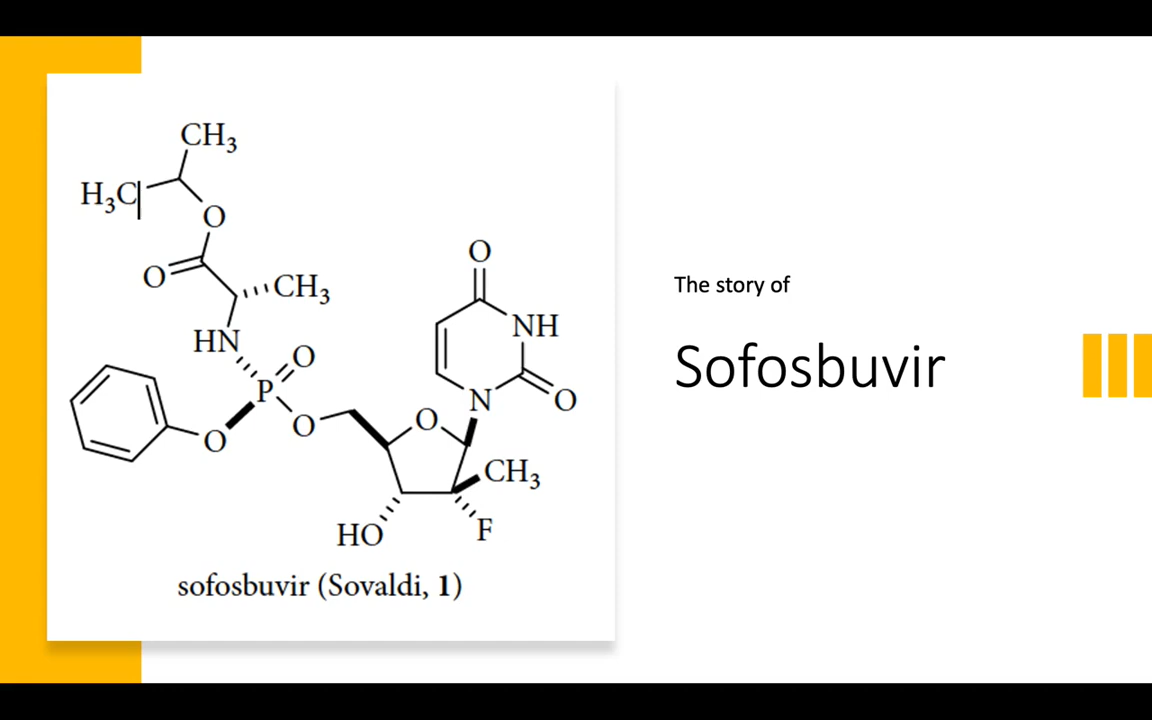 CH₃
H₃C
O
O
CH₃
HN
O
P
O
O
O
NH
N
O
O
CH₃
HO
F
sofosbuvir (Sovaldi, 1)
The story of
Sofosbuvir